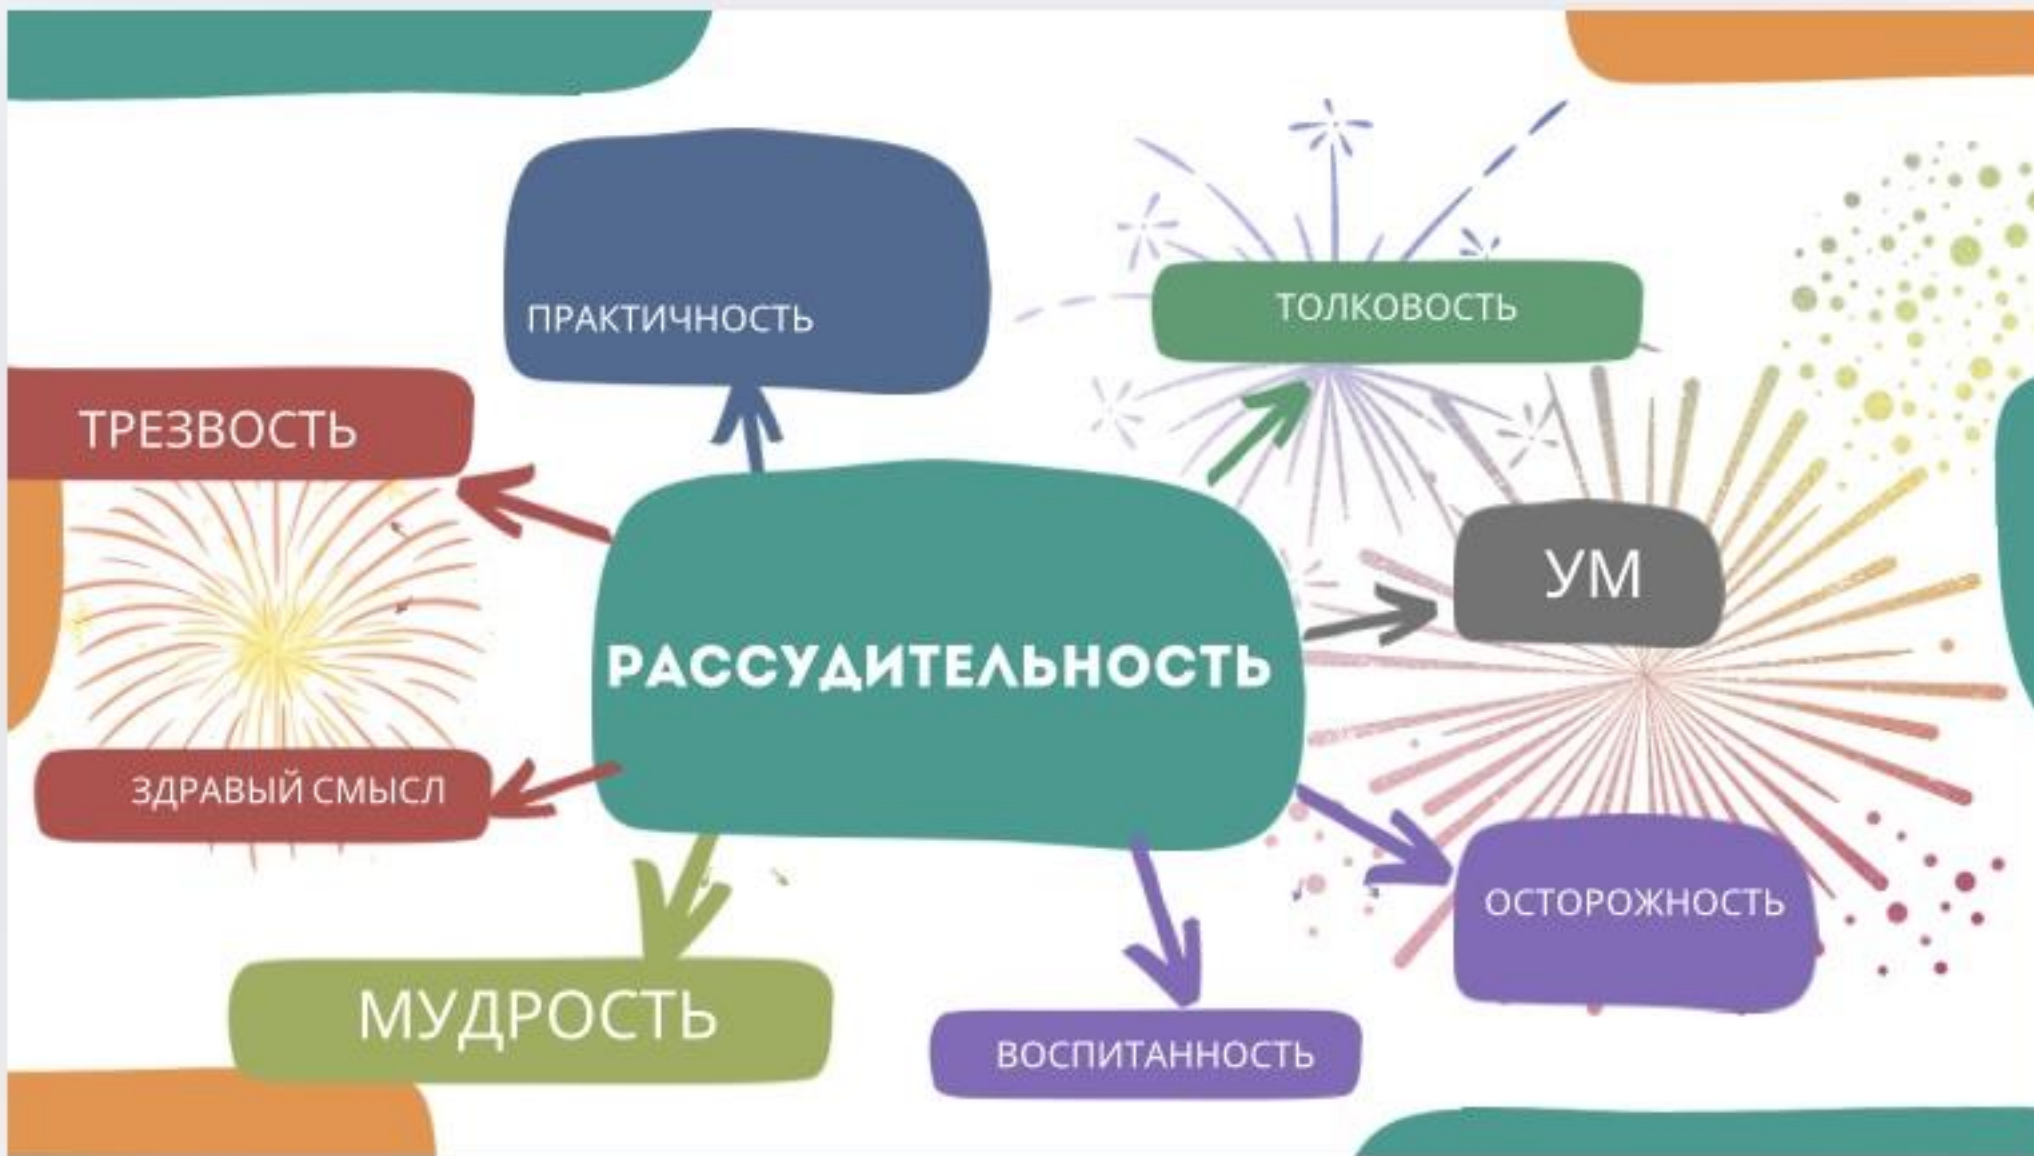 ПРАКТИЧНОСТЬ
ТОЛКОВОСТЬ
ТРЕЗВОСТЬ
УМ
РАССУДИТЕЛЬНОСТЬ
ЗДРАВЫЙ СМЫСЛ
ОСТОРОЖНОСТЬ
МУДРОСТЬ
ВОСПИТАННОСТЬ